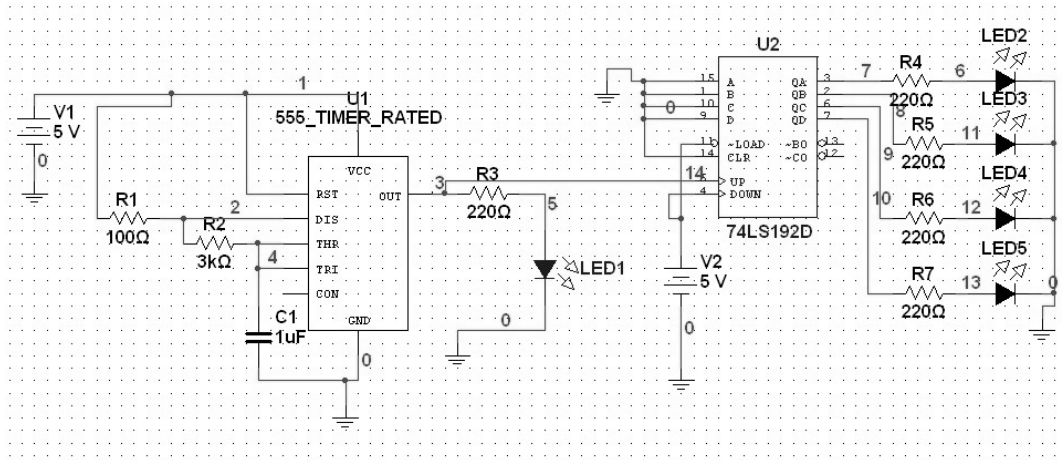 V1
5 V
0
1
U1
555_TIMER_RATED
VCC
RST
DIS
THR
TRI
CON
GND
OUT
R1
100Ω
2
R2
3kΩ
4
C1
1uF
0
3
R3
220Ω
5
LED1
0
U2
15 A QA 3
1 B QB 2
10 C QC 6
9 D QD 7
0
11 ~LOAD ~BO 13
14 CLR ~CO 12
14 5 UP
4 DOWN
74LS192D
V2
5 V
0
7
R4
220Ω
6
LED2
8
R5
220Ω
11
LED3
9
R6
220Ω
12
LED4
10
R7
220Ω
13
LED5
0